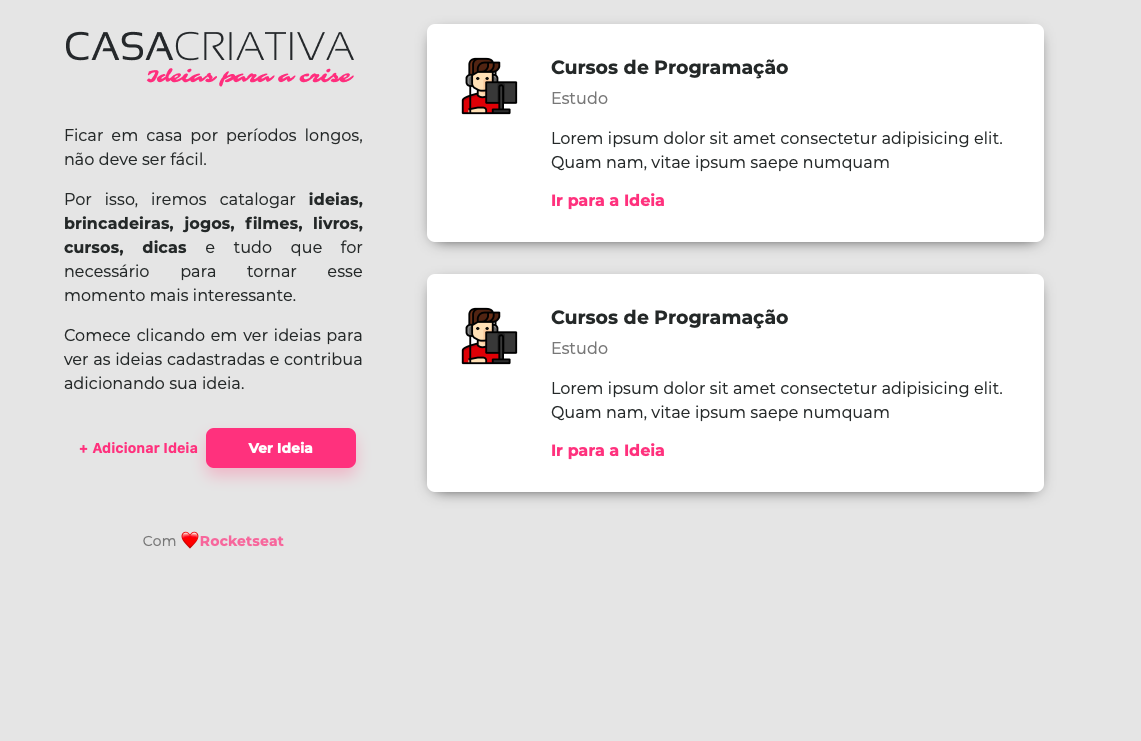 CASACRIATIVA
Ideias para a crise
Ficar em casa por períodos longos,
não deve ser fácil.
Por isso, iremos catalogar ideias,
brincadeiras, jogos, filmes, livros,
cursos, dicas e tudo que for
necessário para tornar esse
momento mais interessante.
Comece clicando em ver ideias para
ver as ideias cadastradas e contribua
adicionando sua ideia.
+ Adicionar Ideia
Ver Ideia
Com ❤️Rocketseat
Cursos de Programação
Estudo
Lorem ipsum dolor sit amet consectetur adipisicing elit.
Quam nam, vitae ipsum saepe numquam
Ir para a Ideia
Cursos de Programação
Estudo
Lorem ipsum dolor sit amet consectetur adipisicing elit.
Quam nam, vitae ipsum saepe numquam
Ir para a Ideia